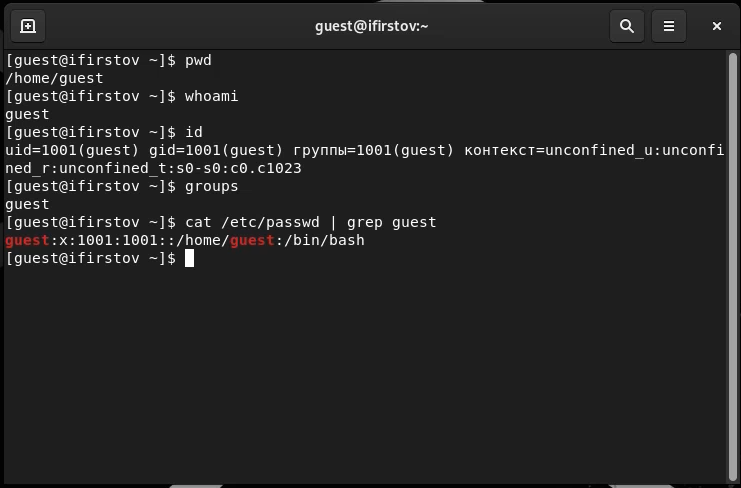 guest@ifirstov:~
[guest@ifirstov ~]$ pwd
/home/guest
[guest@ifirstov ~]$ whoami
guest
[guest@ifirstov ~]$ id
uid=1001(guest) gid=1001(guest) группы=1001(guest) контекст=unconfined_u:unconfi
ned_r:unconfined_t:s0-s0:c0.c1023
[guest@ifirstov ~]$ groups
guest
[guest@ifirstov ~]$ cat /etc/passwd | grep guest
guest:x:1001:1001::/home/guest:/bin/bash
[guest@ifirstov ~]$